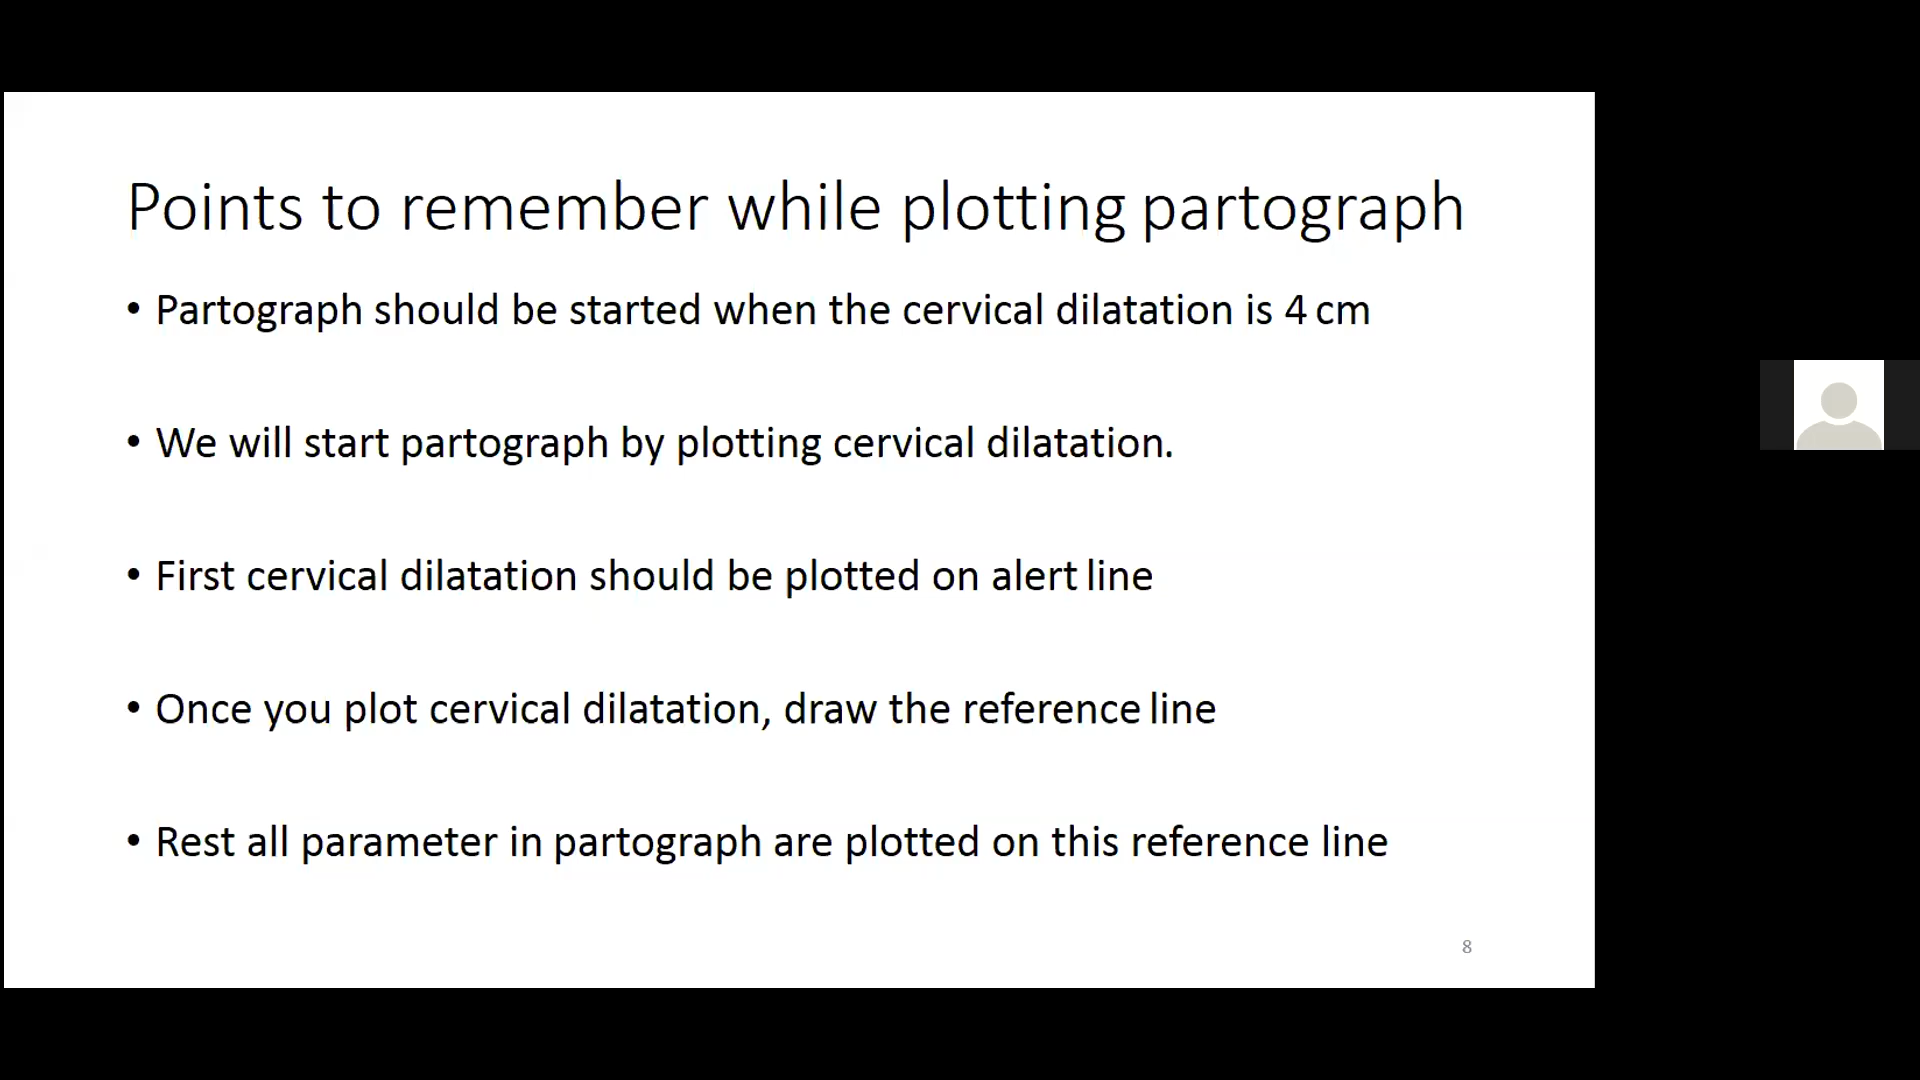 Points to remember while plotting partograph
• Partograph should be started when the cervical dilatation is 4 cm
• We will start partograph by plotting cervical dilatation.
• First cervical dilatation should be plotted on alert line
• Once you plot cervical dilatation, draw the reference line
• Rest all parameter in partograph are plotted on this reference line
8